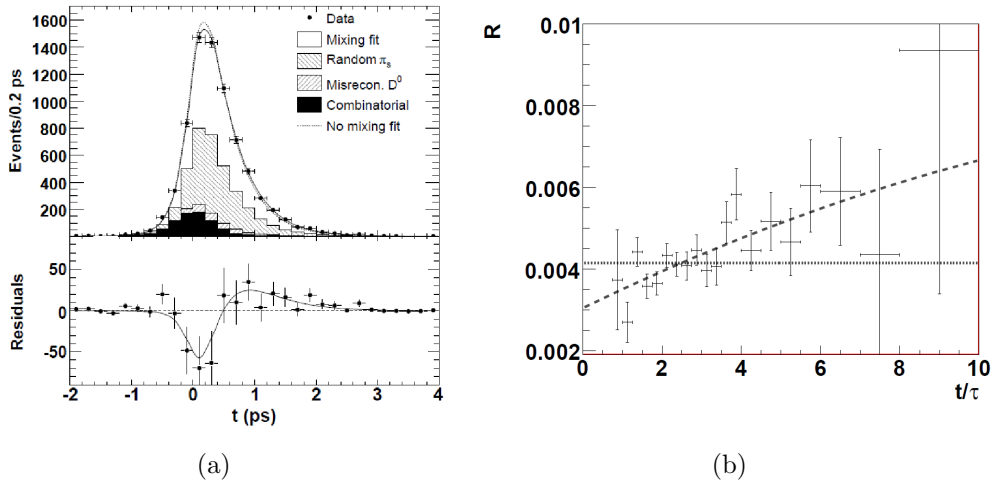 1600
1400
1200
1000
800
600
400
200
Events/0.2 ps
Data
Mixing fit
Random πs
Misrecon. D0
Combinatorial
No mixing fit
50
0
-50
Residuals
-2 -1 0 1 2 3 4
t (ps)
(a)
R
0.01
0.008
0.006
0.004
0.002
0 2 4 6 8 10
t/τ
(b)